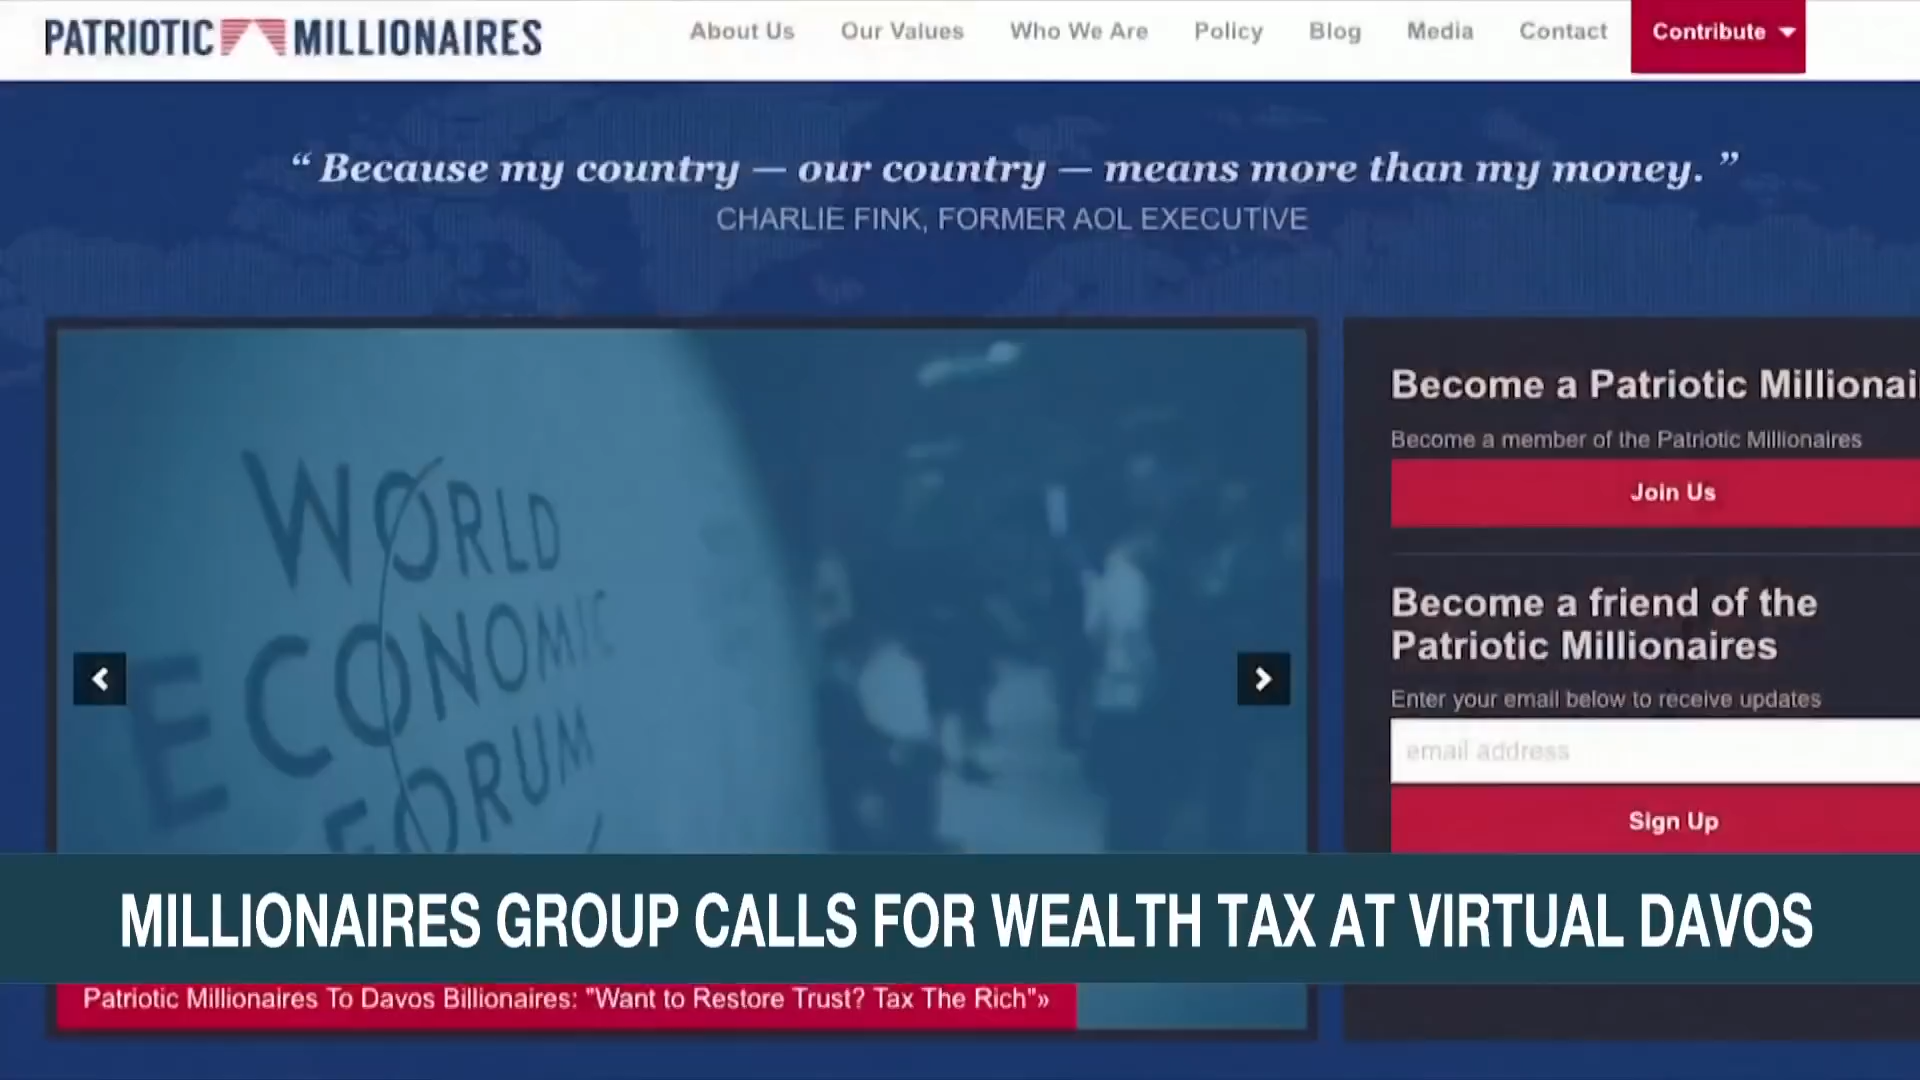 PATRIOTIC MILLIONAIRES
About Us Our Values Who We Are Policy Blog Media Contact Contribute
“ Because my country — our country — means more than my money. ”
CHARLIE FINK, FORMER AOL EXECUTIVE
WORLD
ECONOMIC
FORUM
Become a Patriotic Millionai
Become a member of the Patriotic Millionaires
Join Us
Become a friend of the
Patriotic Millionaires
Enter your email below to receive updates
email address
Sign Up
MILLIONAIRES GROUP CALLS FOR WEALTH TAX AT VIRTUAL DAVOS
Patriotic Millionaires To Davos Billionaires: "Want to Restore Trust? Tax The Rich"»